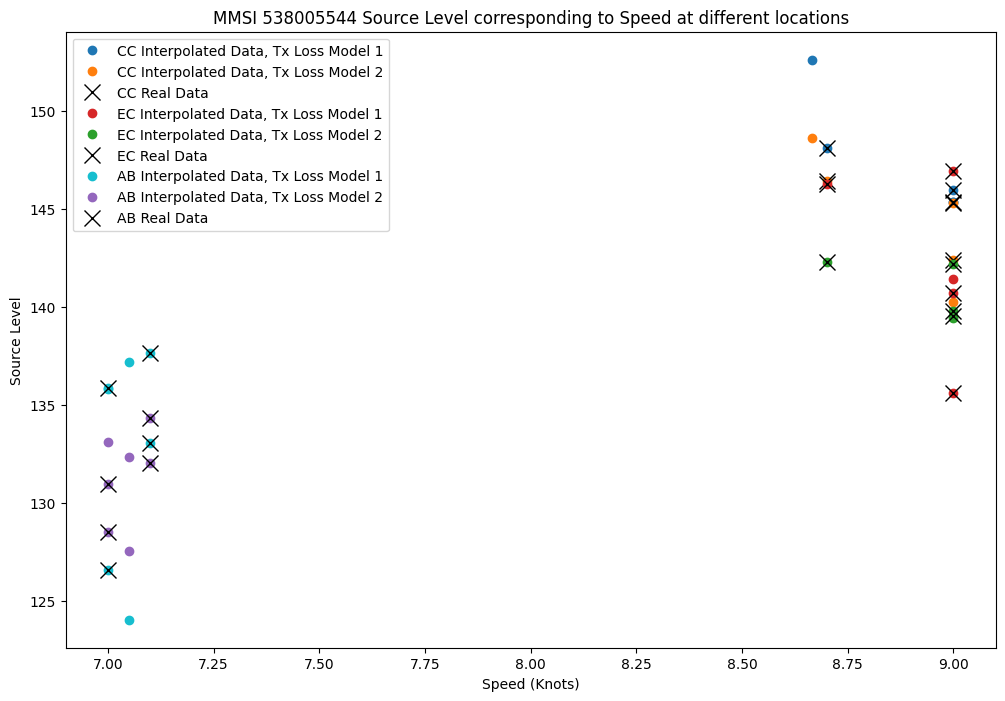 MMSI 538005544 Source Level corresponding to Speed at different locations
CC Interpolated Data, Tx Loss Model 1
CC Interpolated Data, Tx Loss Model 2
CC Real Data
EC Interpolated Data, Tx Loss Model 1
EC Interpolated Data, Tx Loss Model 2
EC Real Data
AB Interpolated Data, Tx Loss Model 1
AB Interpolated Data, Tx Loss Model 2
AB Real Data
Source Level
150
145
140
135
130
125
7.00 7.25 7.50 7.75 8.00 8.25 8.50 8.75 9.00
Speed (Knots)